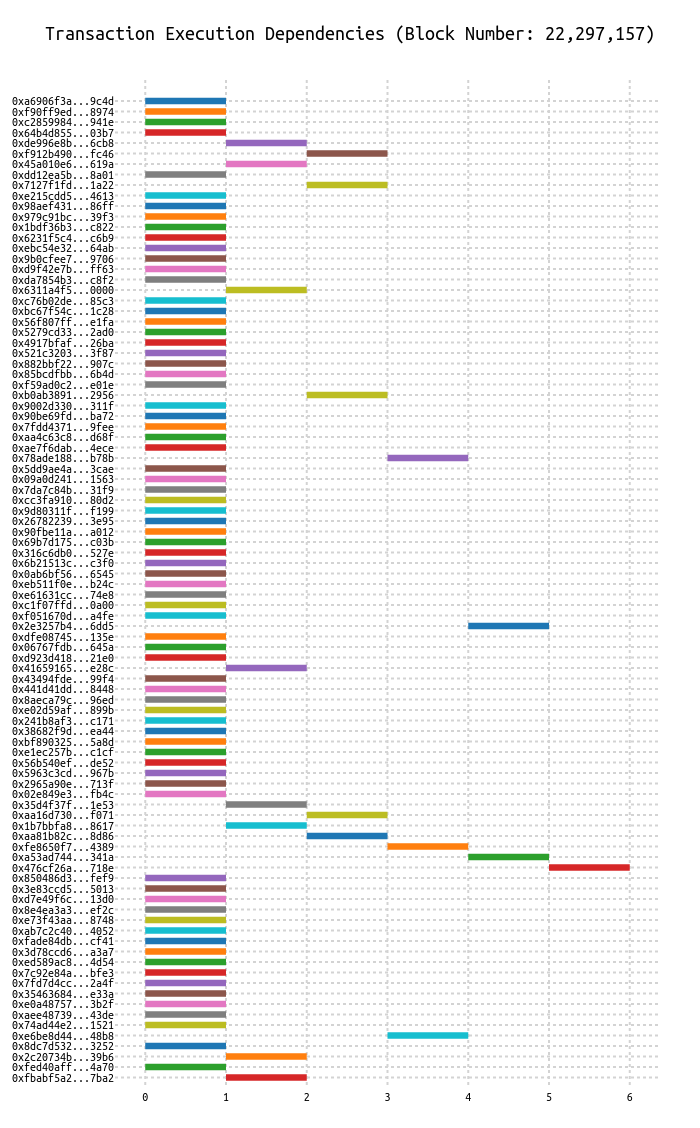 Transaction Execution Dependencies (Block Number: 22,297,157)
0xa6906f3a...9c4d
0xf90ff9ed...8974
0xc2859984...941e
0x64b4d855...03b7
0xde996e8b...6cb8
0xf912b490...fc46
0x45a010e6...619a
0xdd12ea5b...8a01
0x7127f1fd...1a22
0xe215cdd5...4613
0x98aef431...86ff
0x979c91bc...39f3
0x1bdf36b3...c822
0x6231f5c4...c6b9
0xebc54e32...64ab
0x9b0cfee7...9706
0xd9f42e7b...ff63
0xda7854b3...c8f2
0x6311a4f5...0000
0xc76b02de...85c3
0xbc67f54c...1c28
0x56f807ff...e1fa
0x5279cd33...2ad0
0x4917bfaf...26ba
0x521c3203...3f87
0x882bbf22...907c
0x85bcdfbb...6b4d
0xf59ad0c2...e01e
0xb0ab3891...2956
0x9002d330...311f
0x90be69fd...ba72
0x7fdd4371...9fee
0xaa4c63c8...d68f
0xae7f6dab...4ece
0x78ade188...b78b
0x5dd9ae4a...3cae
0x09a0d241...1563
0x7da7c84b...31f9
0xcc3fa910...80d2
0x9d80311f...f199
0x26782239...3e95
0x90fbe11a...a012
0x69b7d175...c03b
0x316c6db0...527e
0x6b21513c...c3f0
0x0ab6bf56...6545
0xeb511f0e...b24c
0xe61631cc...74e8
0xc1f07ffd...0a00
0xf051670d...a4fe
0x2e3257b4...6dd5
0xdfe08745...135e
0x06767fdb...645a
0xd923d418...21e0
0x41659165...e28c
0x43494fde...99f4
0x441d41dd...8448
0x8aeca79c...96ed
0xe02d59af...899b
0x241b8af3...c171
0x38682f9d...ea44
0xbf890325...5a8d
0xe1ec257b...c1cf
0x56b540ef...de52
0x5963c3cd...967b
0x2965a90e...713f
0x02e849e3...fb4c
0x35d4f37f...1e53
0xaa16d730...f071
0x1b7bbfa8...8617
0xaa81b82c...8d86
0xfe8650f7...4389
0xa53ad744...341a
0x476cf26a...718e
0x850486d3...fef9
0x3e83ccd5...5013
0xd7e49f6c...13d0
0x8e4ea3a3...ef2c
0xe73f43aa...8748
0xab7c2c40...4052
0xfade84db...cf41
0x3d78ccd6...a3a7
0xed589ac8...4d54
0x7c92e84a...bfe3
0x7fd7d4cc...2a4f
0x35463684...e33a
0xe0a48757...3b2f
0xaee48739...43de
0x74ad44e2...1521
0xe6be8d44...48b8
0x8dc7d532...3252
0x2c20734b...39b6
0xfed40aff...4a70
0xfbabf5a2...7ba2
0 1 2 3 4 5 6